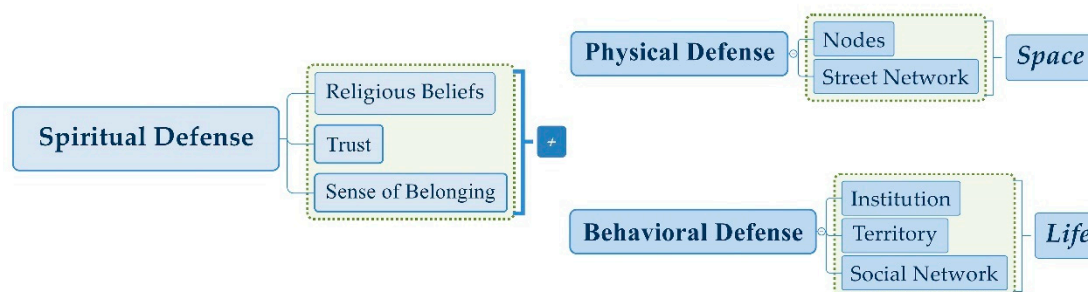 Spiritual Defense
Religious Beliefs
Trust
Sense of Belonging
+
Physical Defense
Nodes
Street Network
Space
Behavioral Defense
Institution
Territory
Social Network
Life